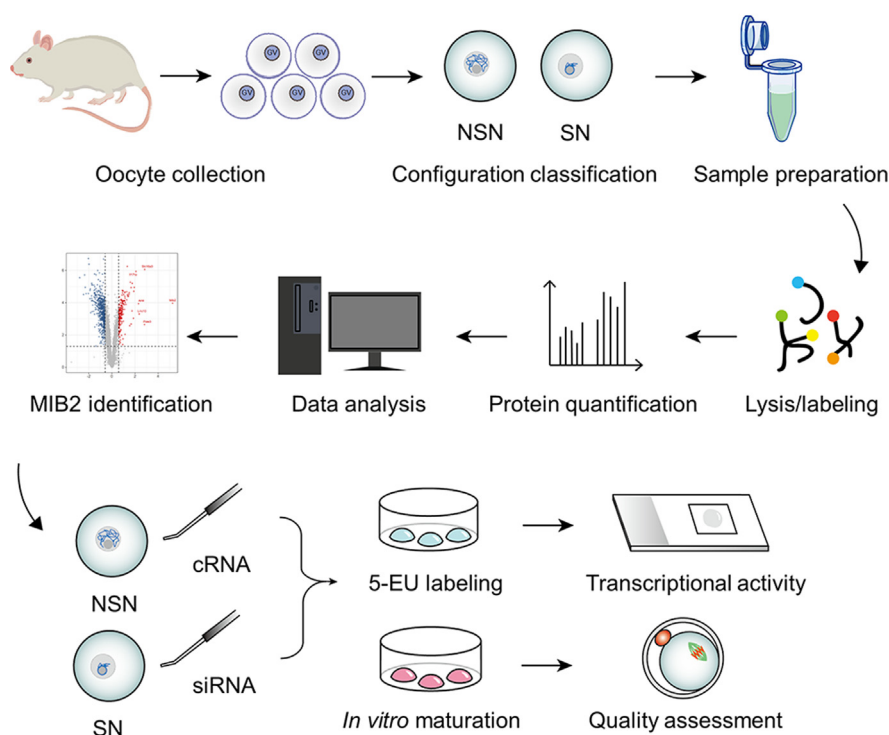 GV GV
GV GV GV
NSN SN
Oocyte collection Configuration classification Sample preparation
MIB2 identification Data analysis Protein quantification Lysis/labeling
cRNA
NSN 5-EU labeling Transcriptional activity
siRNA
SN In vitro maturation Quality assessment